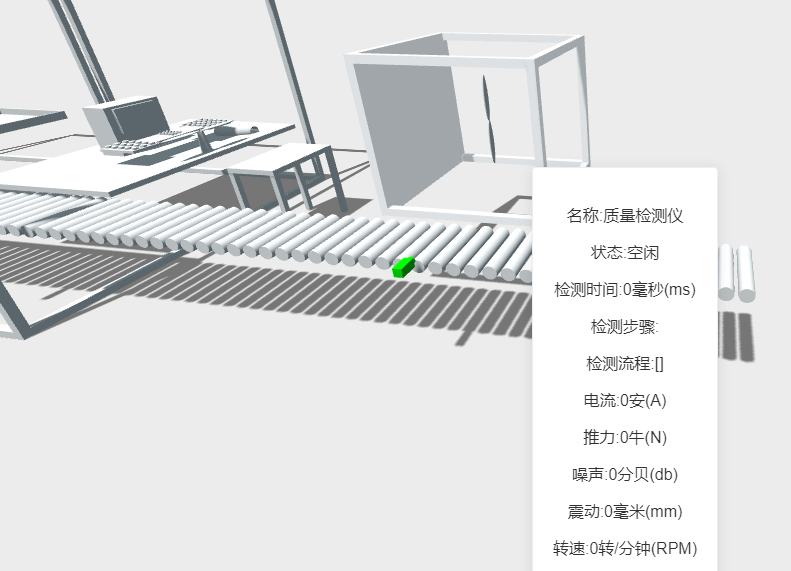 名称:质量检测仪
状态:空闲
检测时间:0毫秒(ms)
检测步骤:
检测流程:[]
电流:0安(A)
推力:0牛(N)
噪声:0分贝(db)
震动:0毫米(mm)
转速:0转/分钟(RPM)